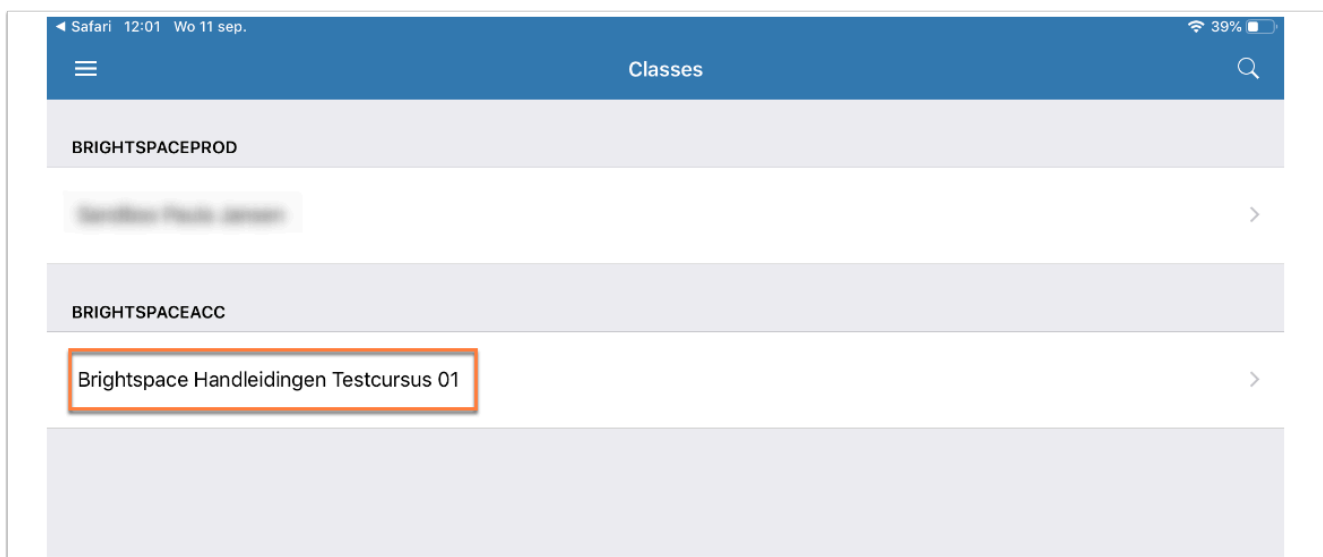 Safari 12:01 Wo 11 sep. 39%
Classes
BRIGHTSPACEPROD
BRIGHTSPACEACC
Brightspace Handleidingen Testcursus 01